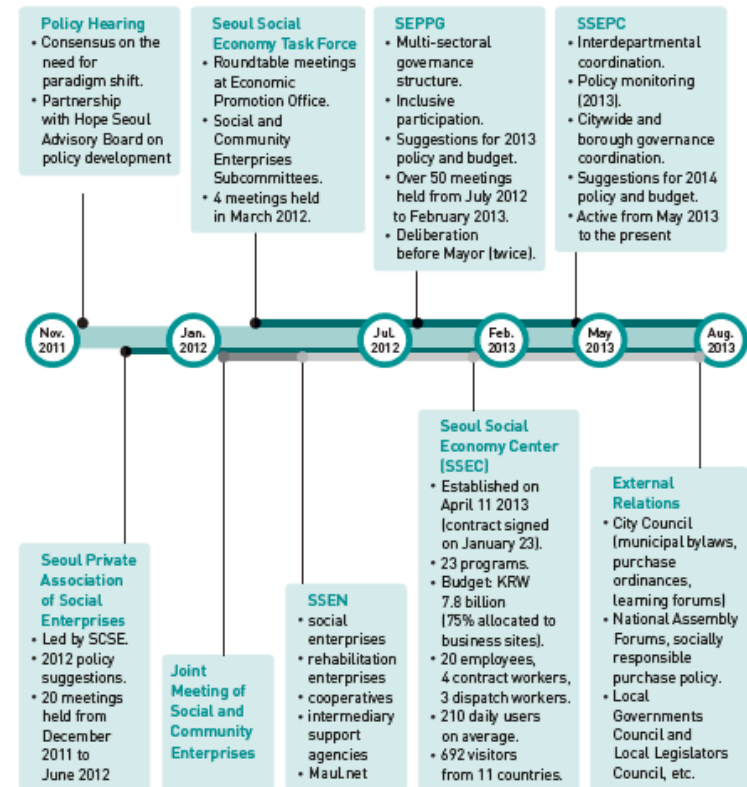 Policy Hearing
• Consensus on the
need for
paradigm shift.
• Partnership
with Hope Seoul
Advisory Board on
policy development
Seoul Social
Economy Task Force
• Roundtable meetings
at Economic
Promotion Office.
• Social and
Community
Enterprises
Subcommittees.
• 4 meetings held
in March 2012.
SEPPG
• Multi-sectoral
governance
structure.
• Inclusive
participation.
• Suggestions for 2013
policy and budget.
• Over 50 meetings
held from July 2012
to February 2013.
• Deliberation
before Mayor (twice).
SSEPC
• Interdepartmental
coordination.
• Policy monitoring
(2013).
• Citywide and
borough governance
coordination.
• Suggestions for 2014
policy and budget.
• Active from May 2013
to the present
Nov.
2011
Jan.
2012
Jul.
2012
Feb.
2013
May
2013
Aug.
2013
Seoul Private
Association
of Social
Enterprises
• Led by SCSE.
• 2012 policy
suggestions.
• 20 meetings
held from
December
2011 to
June 2012
Joint
Meeting of
Social and
Community
Enterprises
SSEN
• social
enterprises
• rehabilitation
enterprises
• cooperatives
• intermediary
support
agencies
• Maul.net
Seoul Social
Economy Center
(SSEC)
• Established on
April 11 2013
(contract signed
on January 23).
• 23 programs.
• Budget: KRW
7.8 billion
(75% allocated to
business sites).
• 20 employees,
4 contract workers,
3 dispatch workers.
• 210 daily users
on average.
• 692 visitors
from 11 countries.
External
Relations
• City Council
(municipal bylaws,
purchase
ordinances,
learning forums)
• National Assembly
Forums, socially
responsible
purchase policy.
• Local
Governments
Council and
Local Legislators
Council, etc.